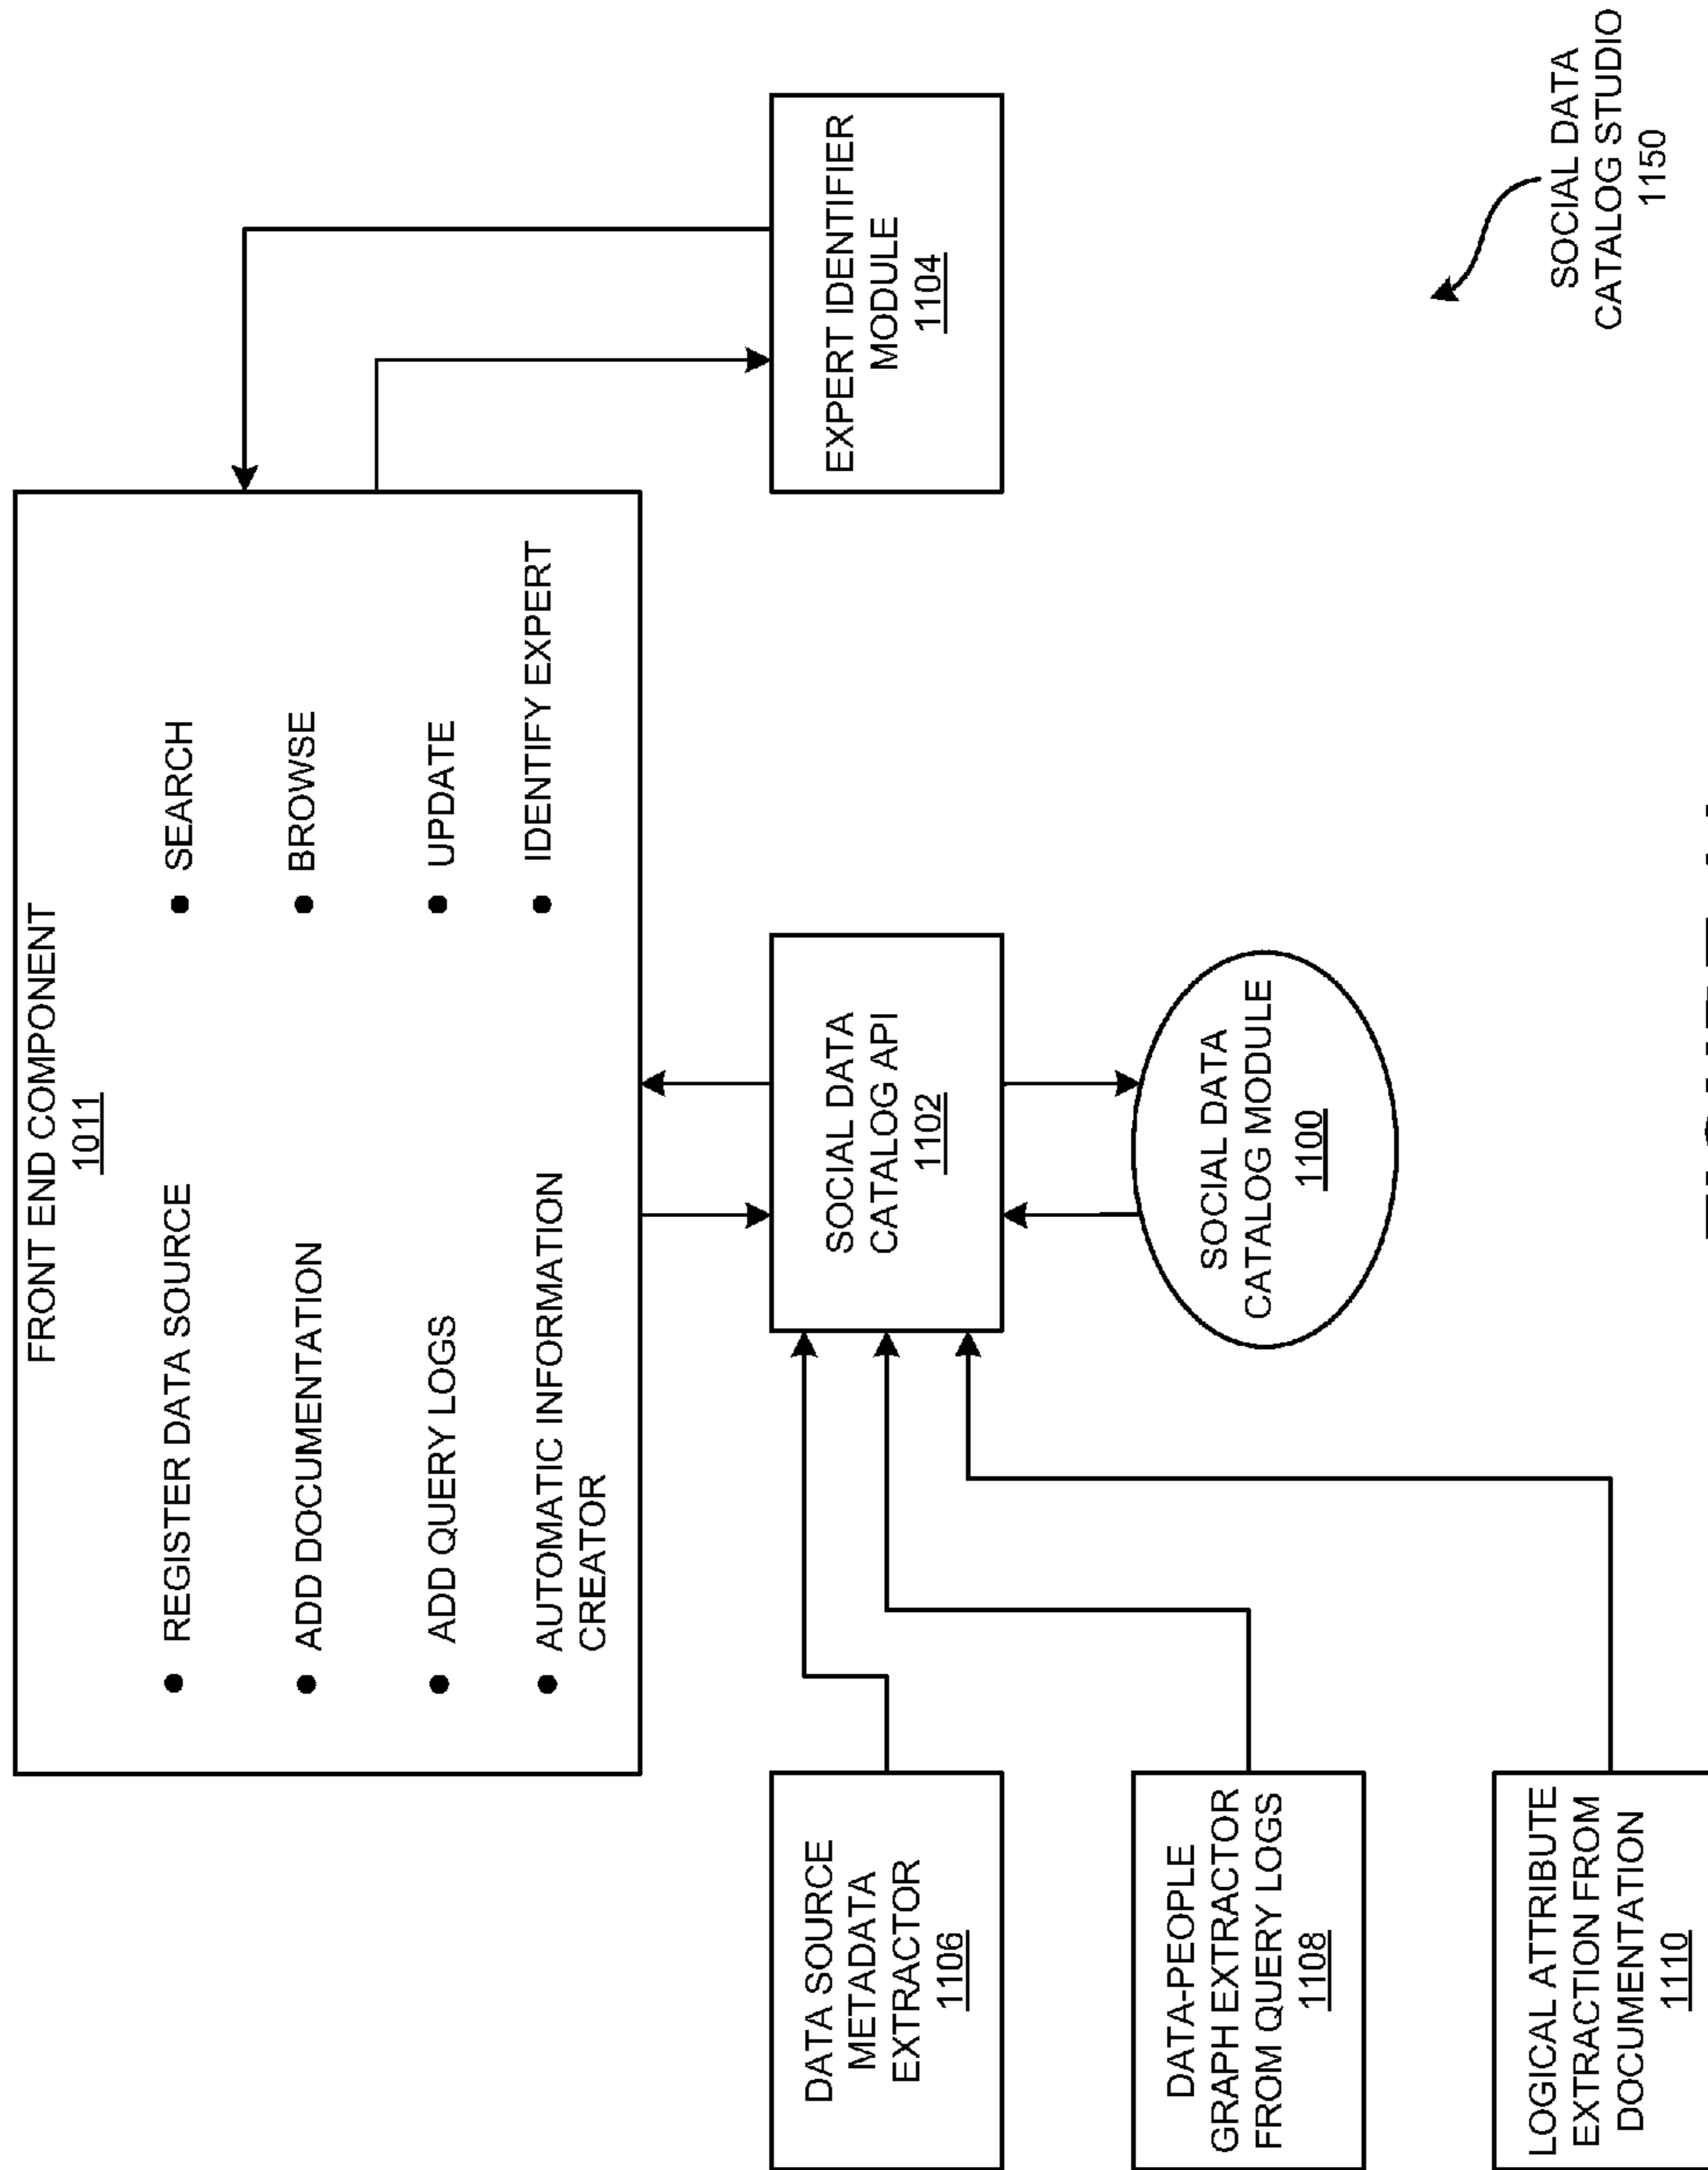 FRONT END COMPONENT
1011
• REGISTER DATA SOURCE
• ADD DOCUMENTATION
• ADD QUERY LOGS
• AUTOMATIC INFORMATION
CREATOR
• SEARCH
• BROWSE
• UPDATE
• IDENTIFY EXPERT
DATA SOURCE
METADATA
EXTRACTOR
1106
SOCIAL DATA
CATALOG API
1102
EXPERT IDENTIFIER
MODULE
1104
DATA-PEOPLE
GRAPH EXTRACTOR
FROM QUERY LOGS
1108
SOCIAL DATA
CATALOG MODULE
1100
LOGICAL ATTRIBUTE
EXTRACTION FROM
DOCUMENTATION
1110
SOCIAL DATA
CATALOG STUDIO
1150